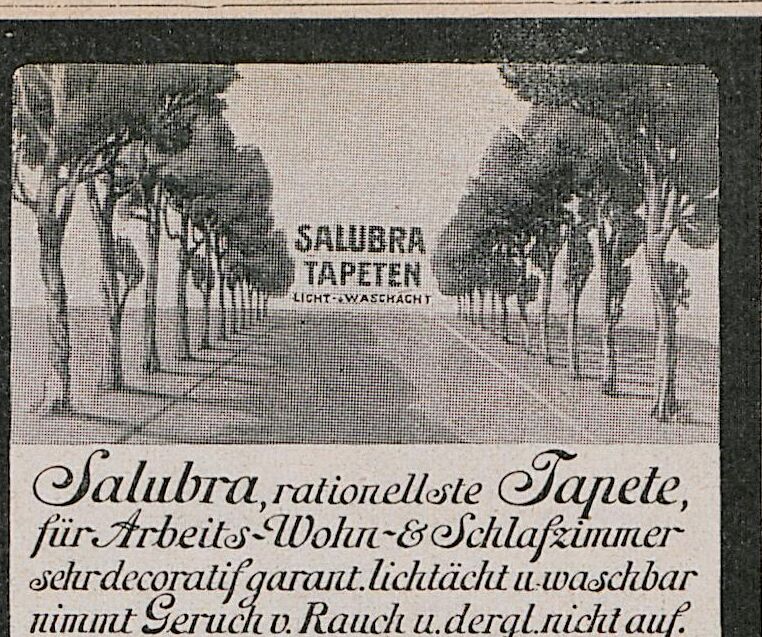 SALUBRA
TAPETEN
LICHT- u. WASCHÄCHT
Salubra, rationellste Tapete,
für Arbeits-Wohn-& Schlafzimmer
sehr decoratif garant. lichtächt u. waschbar
nimmt Geruch v. Rauch u. dergl. nicht auf.